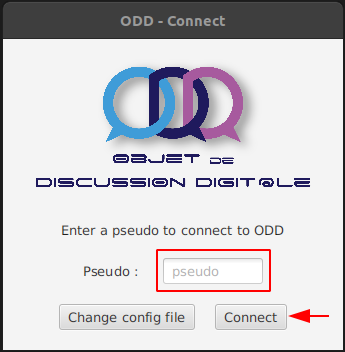 ODD - Connect
OBJET DE
DISCUSSION DIGIT@LE
Enter a pseudo to connect to ODD
Pseudo : pseudo
Change config file Connect